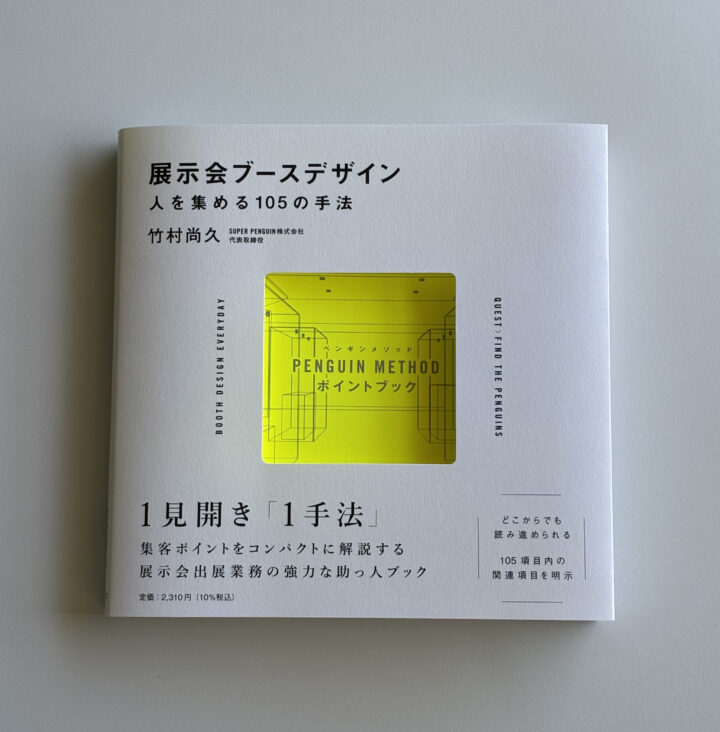 展示会ブースデザイン
人を集める105の手法
竹村尚久 SUPER PENGUIN株式会社
代表取締役
BOOTH DESIGN EVERYDAY
QUEST〉FIND THE PENGUINS
ペンギンメソッド
PENGUIN METHOD
ポイントブック
1見開き「1手法」
集客ポイントをコンパクトに解説する
展示会出展業務の強力な助っ人ブック
定価：2,310円（10%税込）
どこからでも
読み進められる
105項目内の
関連項目を明示